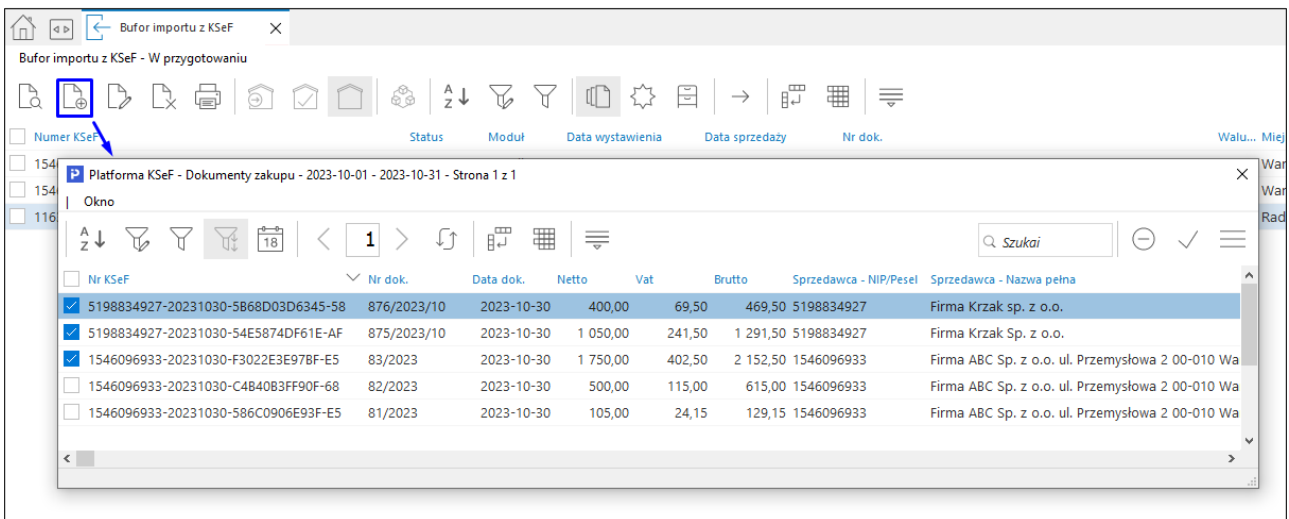 Bufor importu z KSeF
Bufor importu z KSeF - W przygotowaniu
A Z
Numer KSeF Status Moduł Data wystawienia Data sprzedaży Nr dok. Walu... Miej
154 War
154 War
116 Rad
Platforma KSeF - Dokumenty zakupu - 2023-10-01 - 2023-10-31 - Strona 1 z 1
Okno
A Z 18 1 Szukai
Nr KSeF Nr dok. Data dok. Netto Vat Brutto Sprzedawca - NIP/Pesel Sprzedawca - Nazwa pełna
5198834927-20231030-5B68D03D6345-58 876/2023/10 2023-10-30 400,00 69,50 469,50 5198834927 Firma Krzak sp. z o.o.
5198834927-20231030-54E5874DF61E-AF 875/2023/10 2023-10-30 1 050,00 241,50 1 291,50 5198834927 Firma Krzak Sp. z o.o.
1546096933-20231030-F3022E3E97BF-E5 83/2023 2023-10-30 1 750,00 402,50 2 152,50 1546096933 Firma ABC Sp. z o.o. ul. Przemysłowa 2 00-010 Wa
1546096933-20231030-C4B40B3FF90F-68 82/2023 2023-10-30 500,00 115,00 615,00 1546096933 Firma ABC Sp. z o.o. ul. Przemysłowa 2 00-010 Wa
1546096933-20231030-586C0906E93F-E5 81/2023 2023-10-30 105,00 24,15 129,15 1546096933 Firma ABC Sp. z o.o. ul. Przemysłowa 2 00-010 Wa